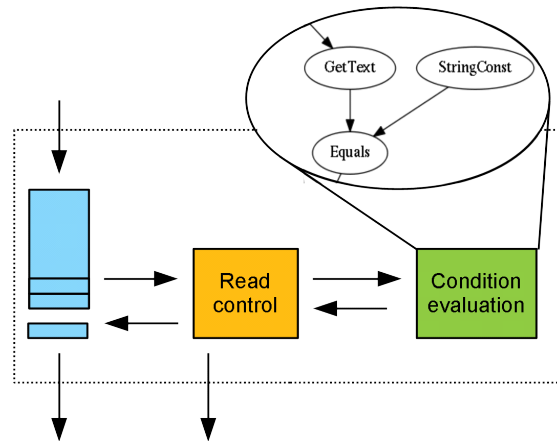 GetText
StringConst
Equals
Read
control
Condition
evaluation